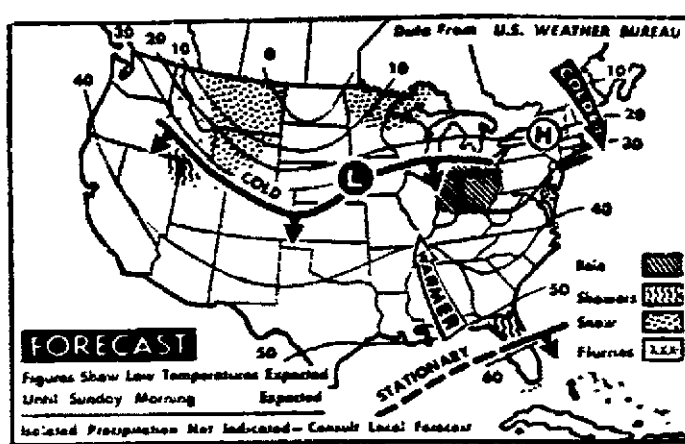 Data From U.S. WEATHER BUREAU
30
20
10
0
10
10
20
30
40
COLD
H
L
COLD
40
WARMER
50
50
STATIONARY
60
Rain
Showers
Snow
Flurries
FORECAST
Figures Show Low Temperatures Expected
Until Sunday Morning Expected
Isolated Precipitation Not Indicated - Consult Local Forecast